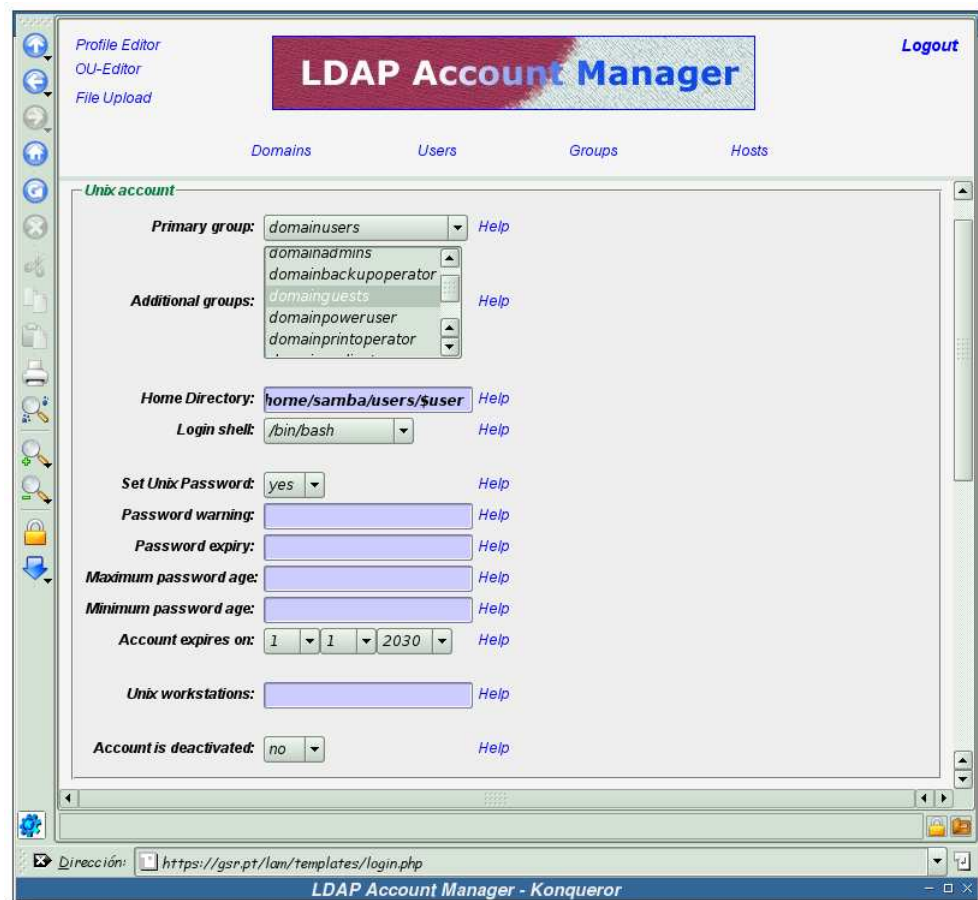 Profile Editor
OU-Editor
File Upload
LDAP Account Manager
Logout
Domains Users Groups Hosts
Unix account
Primary group: domainusers Help
domainadmins
domainbackupoperator
Additional groups: domainguests Help
domainpoweruser
domainprintoperator
Home Directory: home/samba/users/$user Help
Login shell: /bin/bash Help
Set Unix Password: yes Help
Password warning: Help
Password expiry: Help
Maximum password age: Help
Minimum password age: Help
Account expires on: 1 1 2030 Help
Unix workstations: Help
Account is deactivated: no Help
Dirección: https://gsr.pt/lam/templates/login.php
LDAP Account Manager - Konqueror